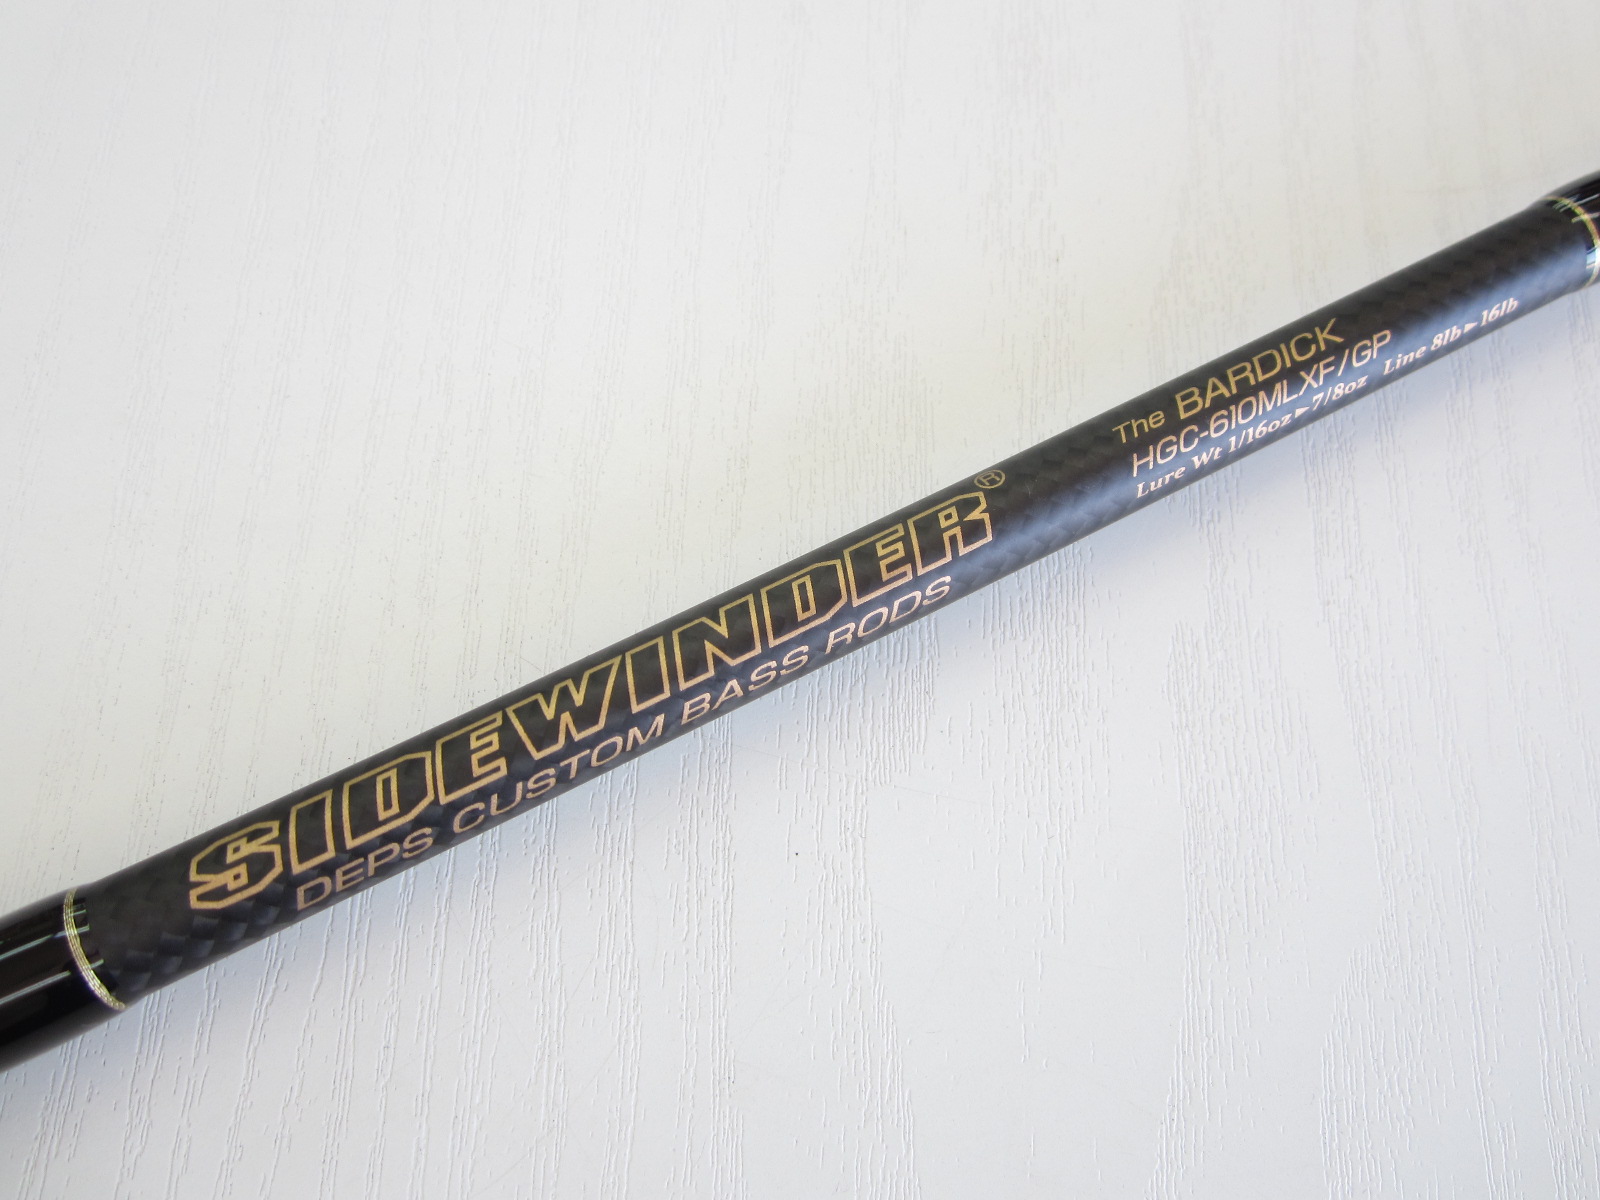 SIDEWINDER®
DEPS CUSTOM BASS RODS
The BARDICK
HGC-610MLXF/GP
Lure Wt 1/16oz►7/8oz Line 8lb►16lb